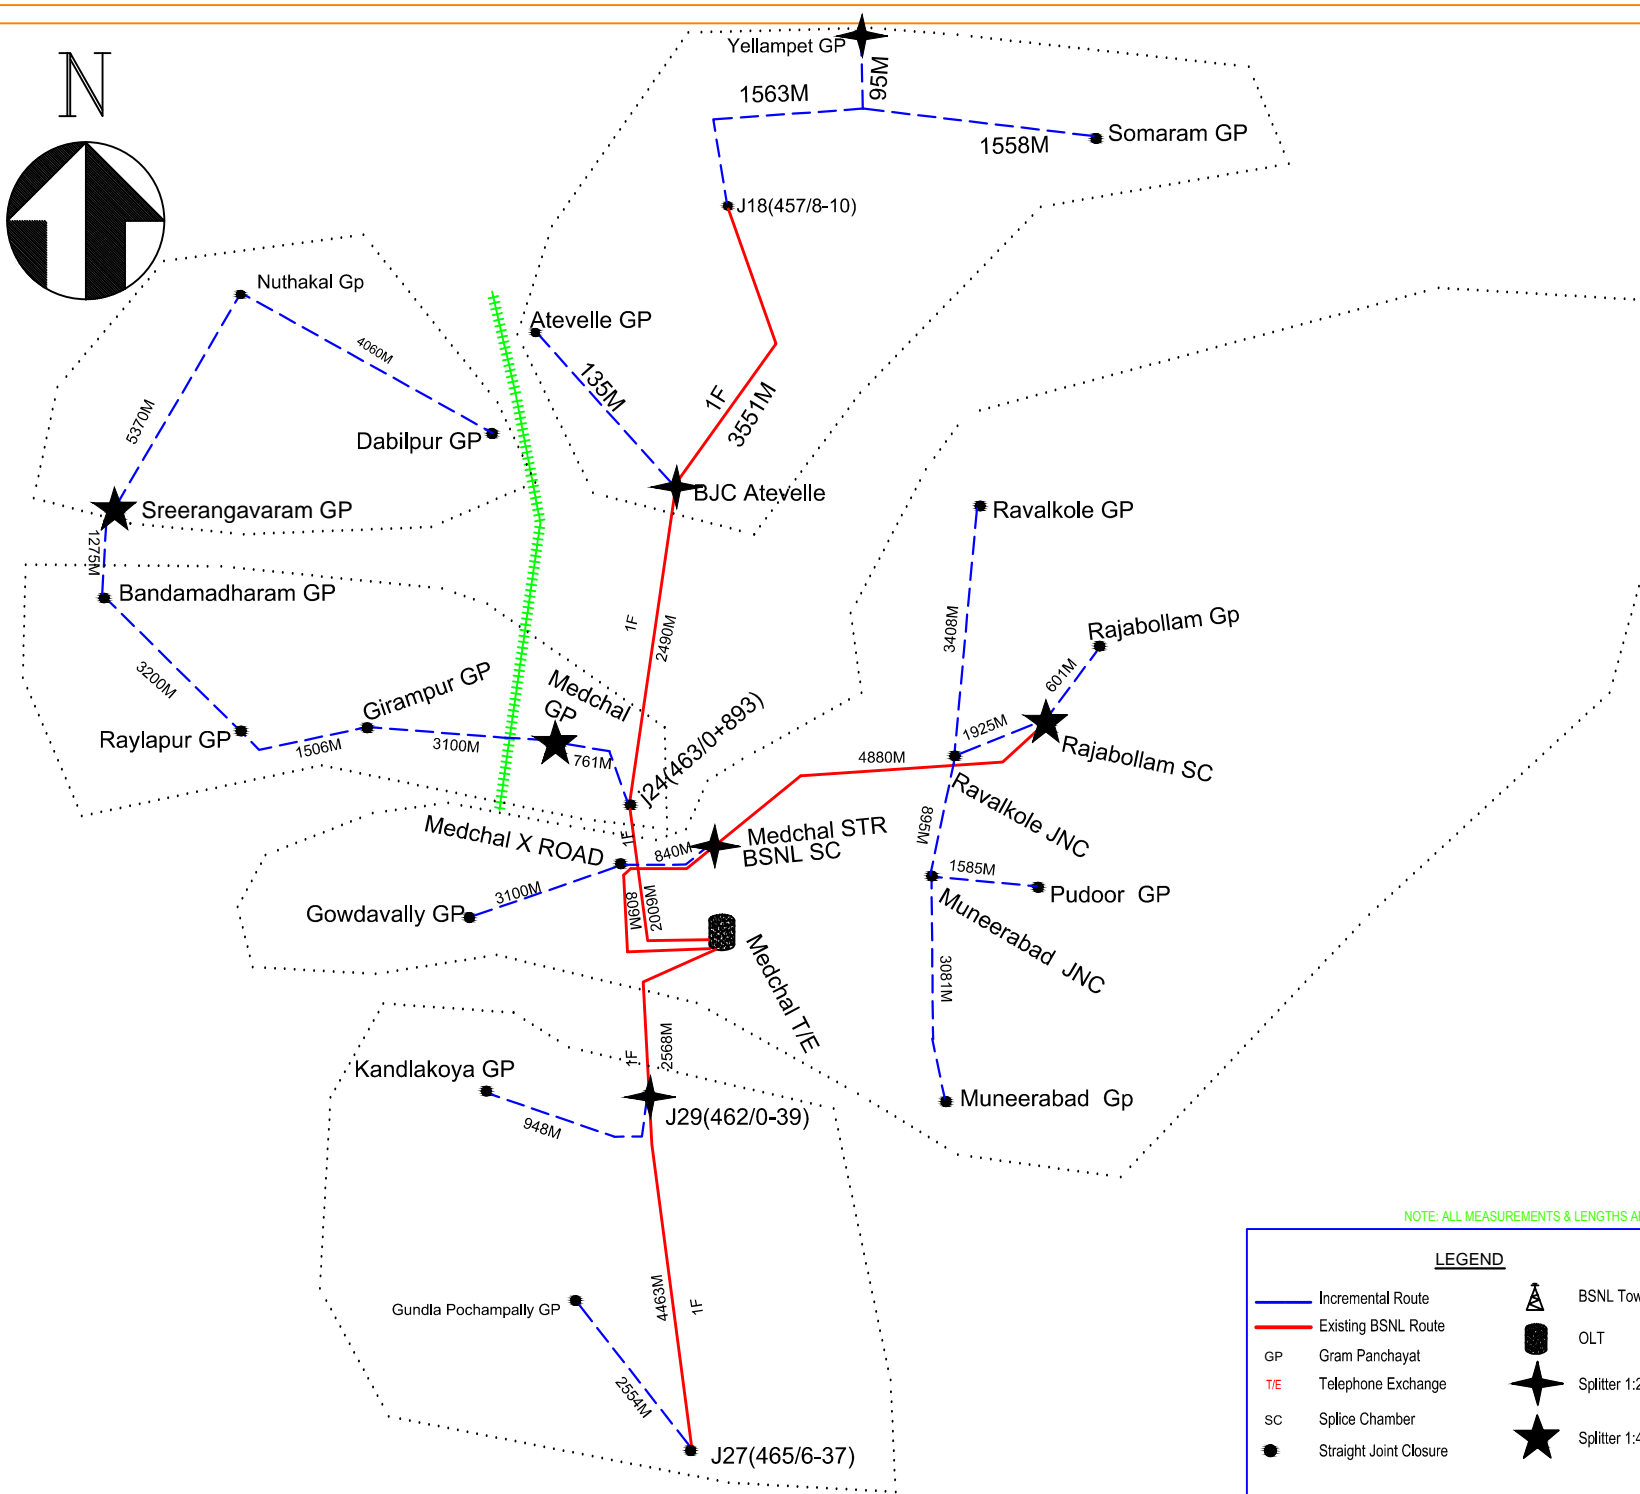 N
Yellampet GP
95M
1563M
1558M
Somaram GP
J18(457/8-10)
Nuthakal Gp
Atevelle GP
4060M
135M
1F
3551M
5370M
Dabilpur GP
BJC Atevelle
Sreerangavaram GP
Ravalkole GP
1275M
Bandamadharam GP
1F
2490M
3408M
Rajabollam Gp
601M
3200M
Girampur GP
Medchal
GP
j24(463/0+893)
1925M
Raylapur GP
1506M
3100M
761M
4880M
Rajabollam SC
Ravalkole JNC
Medchal X ROAD
1F
840M
Medchal STR
BSNL SC
895M
1585M
Pudoor GP
3100M
Gowdavally GP
809M
2009M
Muneerabad JNC
Medchal T/E
3081M
1F
2568M
Kandlakoya GP
948M
J29(462/0-39)
Muneerabad Gp
NOTE: ALL MEASUREMENTS & LENGTHS
4463M
1F
Gundla Pochampally GP
2554M
J27(465/6-37)
LEGEND
Incremental Route
BSNL Tow
Existing BSNL Route
OLT
GP Gram Panchayat
T/E Telephone Exchange
Splitter 1:2
SC Splice Chamber
Splitter 1:4
Straight Joint Closure